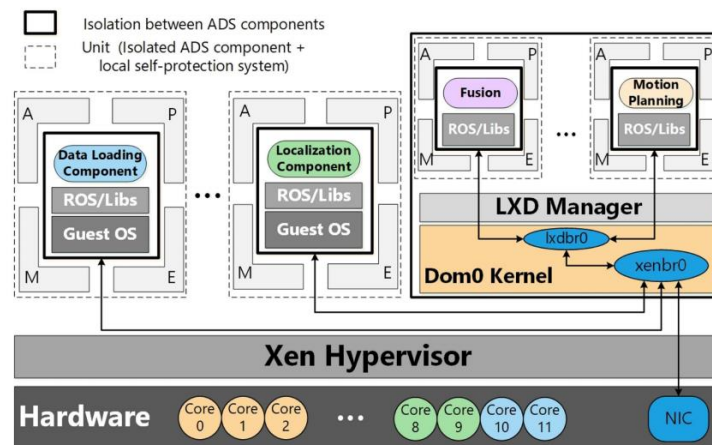 Isolation between ADS components
Unit (Isolated ADS component +
local self-protection system)
A
P
Data Loading
Component
ROS/Libs
Guest OS
M
E
...
A
P
Localization
Component
ROS/Libs
Guest OS
M
E
A
P
Fusion
ROS/Libs
M
E
...
A
P
Motion
Planning
ROS/Libs
M
E
LXD Manager
lxdbr0
Dom0 Kernel
xenbr0
Xen Hypervisor
Hardware
Core
0
Core
1
Core
2
...
Core
8
Core
9
Core
10
Core
11
NIC